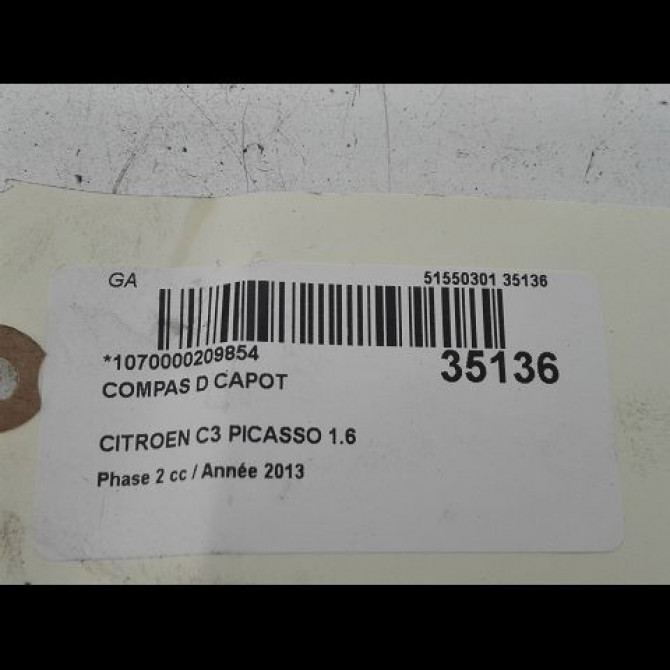 GA 51550301 35136
*1070000209854 35136
COMPAS D CAPOT
CITROEN C3 PICASSO 1.6
Phase 2 cc / Année 2013